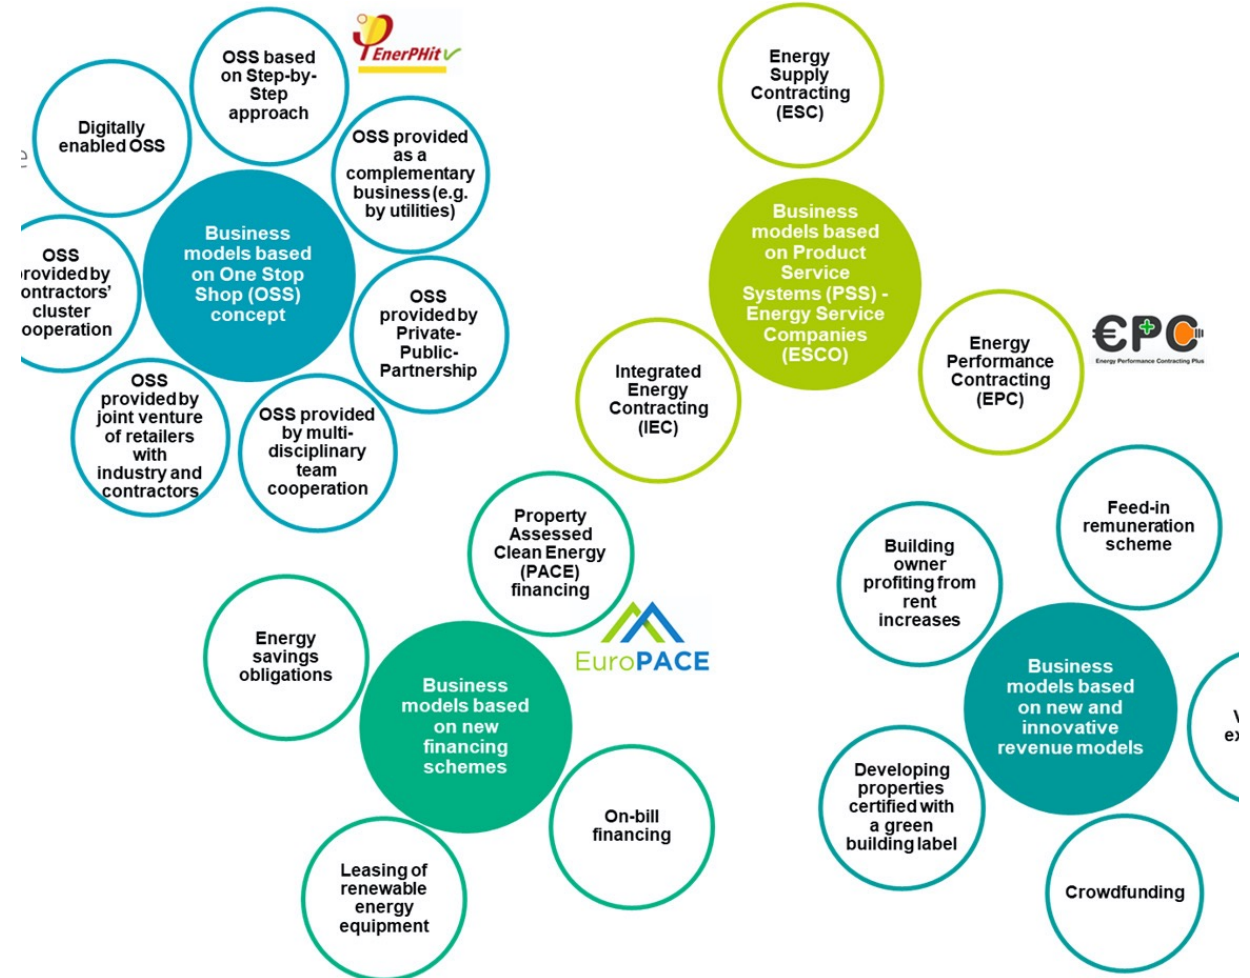 EnerPHit
OSS based
on Step-by-
Step
approach
Digitally
enabled OSS
OSS provided
as a
complementary
business (e.g.
by utilities)
Business
models based
on One Stop
Shop (OSS)
concept
OSS
provided by
contractors'
cluster
cooperation
OSS
provided by
Private-
Public-
Partnership
OSS
provided by
joint venture
of retailers
with
industry and
contractors
OSS provided
by multi-
disciplinary
team
cooperation
Energy
Supply
Contracting
(ESC)
Business
models based
on Product
Service
Systems (PSS) -
Energy Service
Companies
(ESCO)
Integrated
Energy
Contracting
(IEC)
Energy
Performance
Contracting
(EPC)
€PC
Energy Performance Contracting Plus
Property
Assessed
Clean Energy
(PACE)
financing
EuroPACE
Energy
savings
obligations
Business
models based
on new
financing
schemes
On-bill
financing
Leasing of
renewable
energy
equipment
Feed-in
remuneration
scheme
Building
owner
profiting from
rent
increases
Business
models based
on new and
innovative
revenue models
Developing
properties
certified with
a green
building label
Crowdfunding